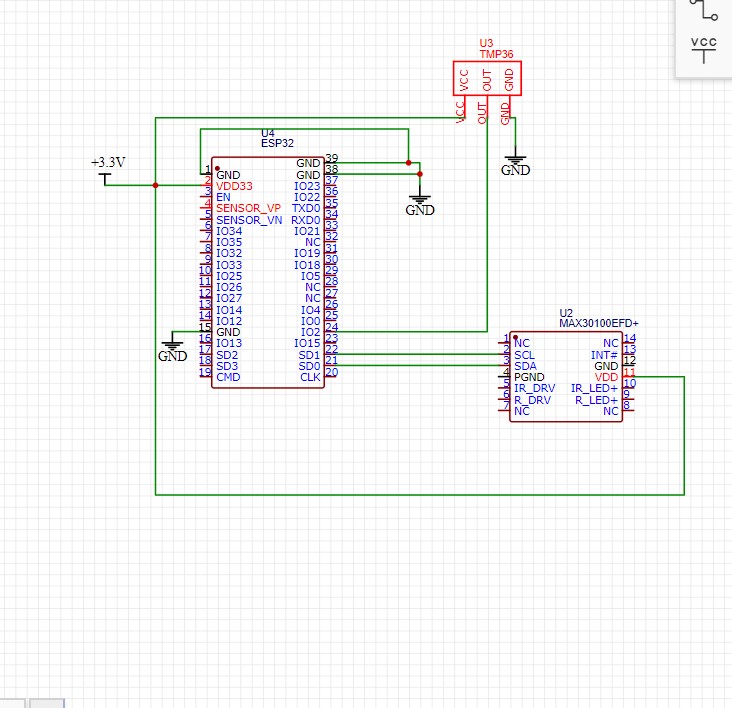 VCC
U3
TMP36
VCC
OUT
GND
VCC
OUT
GND
U4
ESP32
+3.3V
1 GND
2 VDD33
3 EN
4 SENSOR_VP
5 SENSOR_VN
6 IO34
7 IO35
8 IO32
9 IO33
10 IO25
11 IO26
12 IO27
13 IO14
14 IO12
15 GND
16 IO13
17 SD2
18 SD3
19 CMD
GND 39
GND 38
IO23 37
IO22 36
TXD0 35
RXD0 34
IO21 33
NC 32
IO19 31
IO18 30
IO5 29
NC 28
NC 27
IO4 26
IO0 25
IO2 24
IO15 23
SD1 22
SD0 21
CLK 20
GND
GND
GND
U2
MAX30100EFD+
1 NC
2 SCL
3 SDA
4 PGND
5 IR_DRV
6 R_DRV
7 NC
NC 14
INT# 13
GND 12
VDD 11
IR_LED+ 10
R_LED+ 9
NC 8